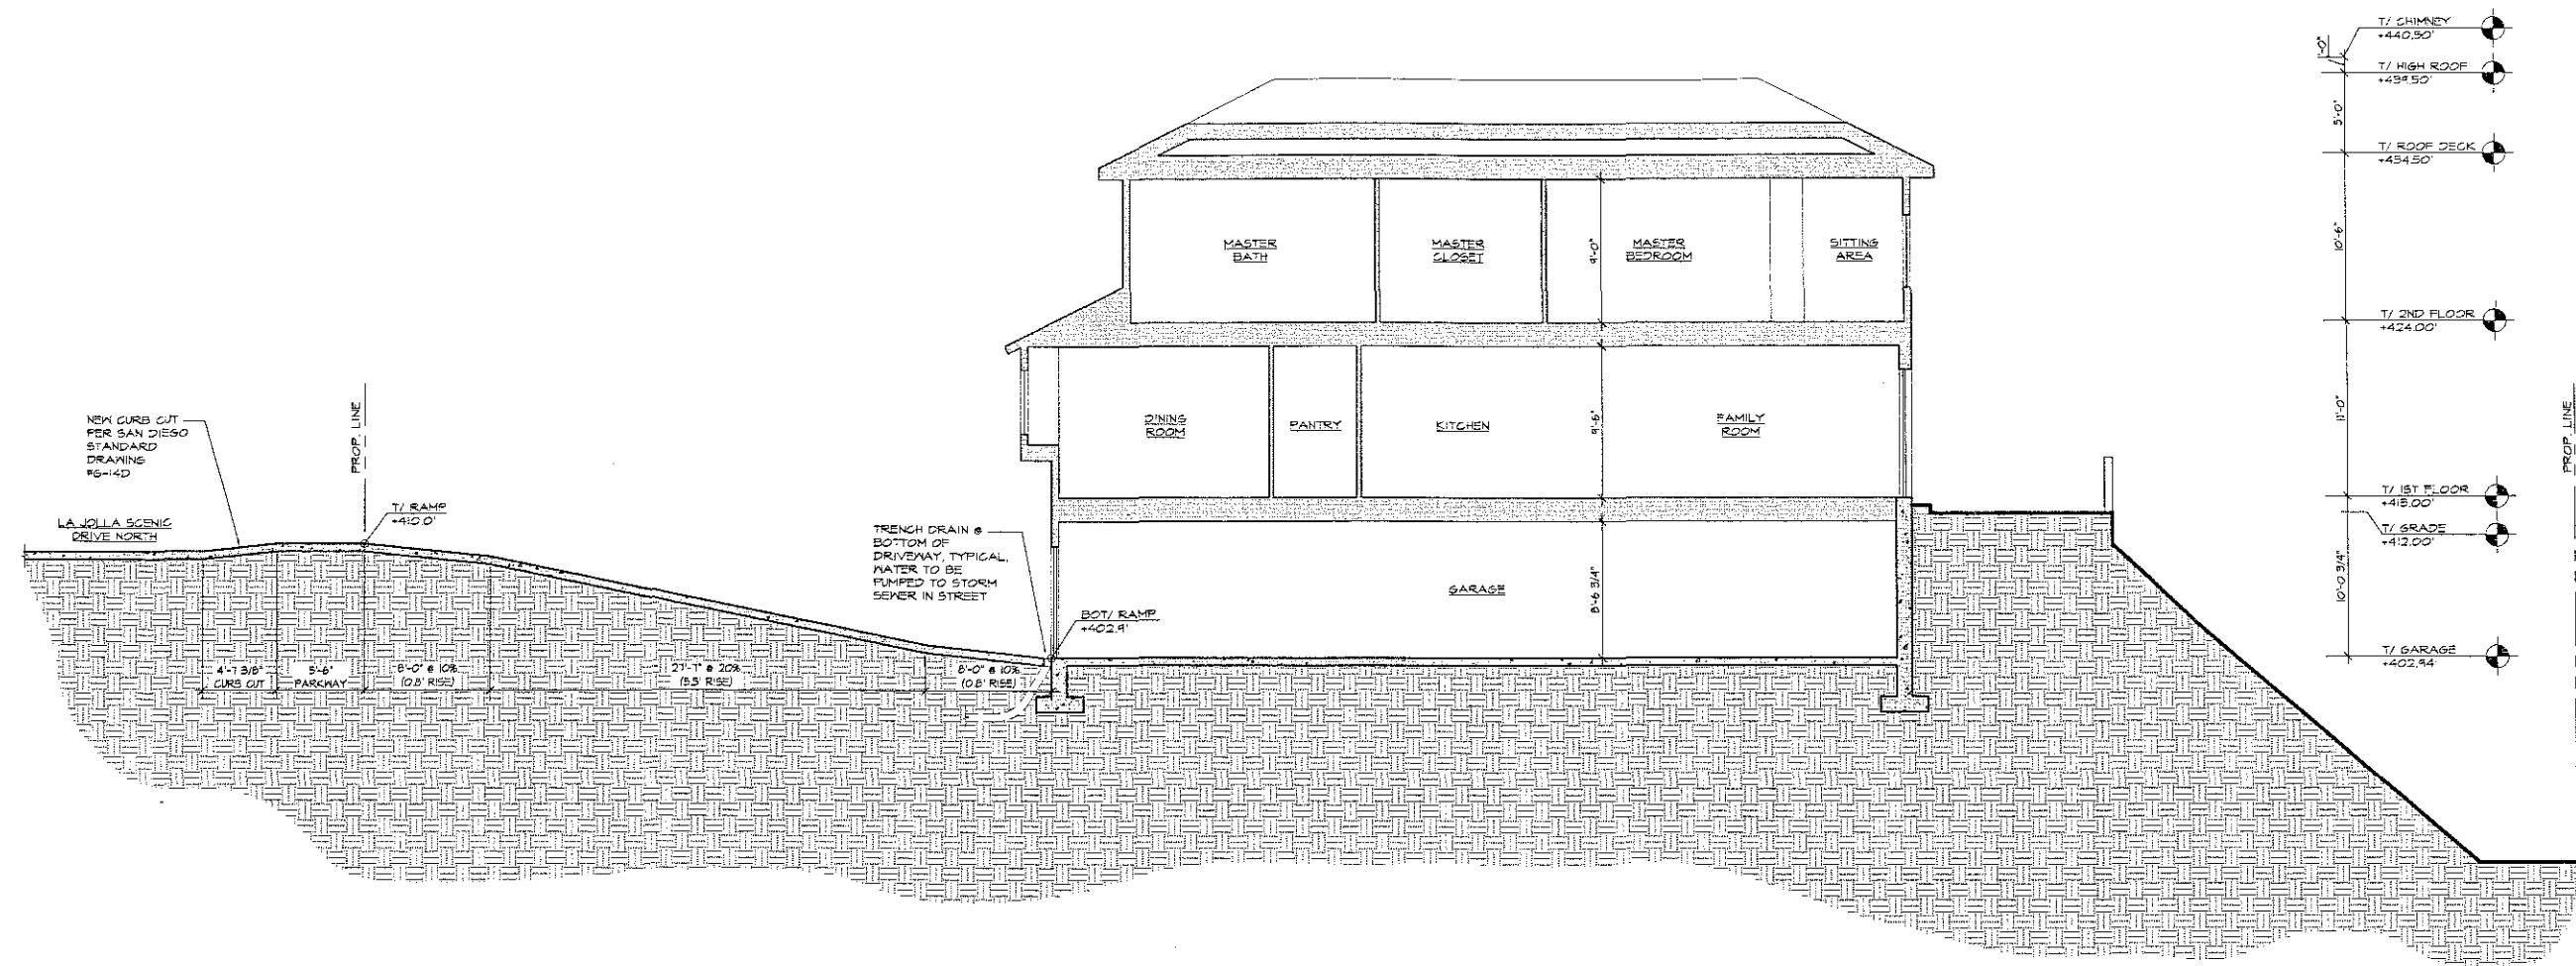 T/ CHIMNEY
+440.50'
1'-0"
T/ HIGH ROOF
+439.50'
5'-0"
T/ ROOF DECK
+434.50'
10'-6"
T/ 2ND FLOOR
+424.00'
11'-0"
T/ 1ST FLOOR
+413.00'
T/ GRADE
+412.00'
10'-0 3/4"
T/ GARAGE
+402.94'
PROP. LINE
MASTER
BATH
MASTER
CLOSET
9'-0"
MASTER
BEDROOM
SITTING
AREA
DINING
ROOM
PANTRY
KITCHEN
9'-6"
FAMILY
ROOM
GARAGE
8'-6 3/4"
NEW CURB CUT
PER SAN DIEGO
STANDARD
DRAWING
#G-14D
PROP. LINE
LA JOLLA SCENIC
DRIVE NORTH
T/ RAMP
+410.0'
TRENCH DRAIN @
BOTTOM OF
DRIVEWAY, TYPICAL,
WATER TO BE
PUMPED TO STORM
SEWER IN STREET
BOT/ RAMP
+402.9'
4'-7 3/8"
CURB CUT
5'-6"
PARKWAY
8'-0" @ 10%
(0.8' RISE)
27'-7" @ 20%
(5.5' RISE)
8'-0" @ 10%
(0.8' RISE)